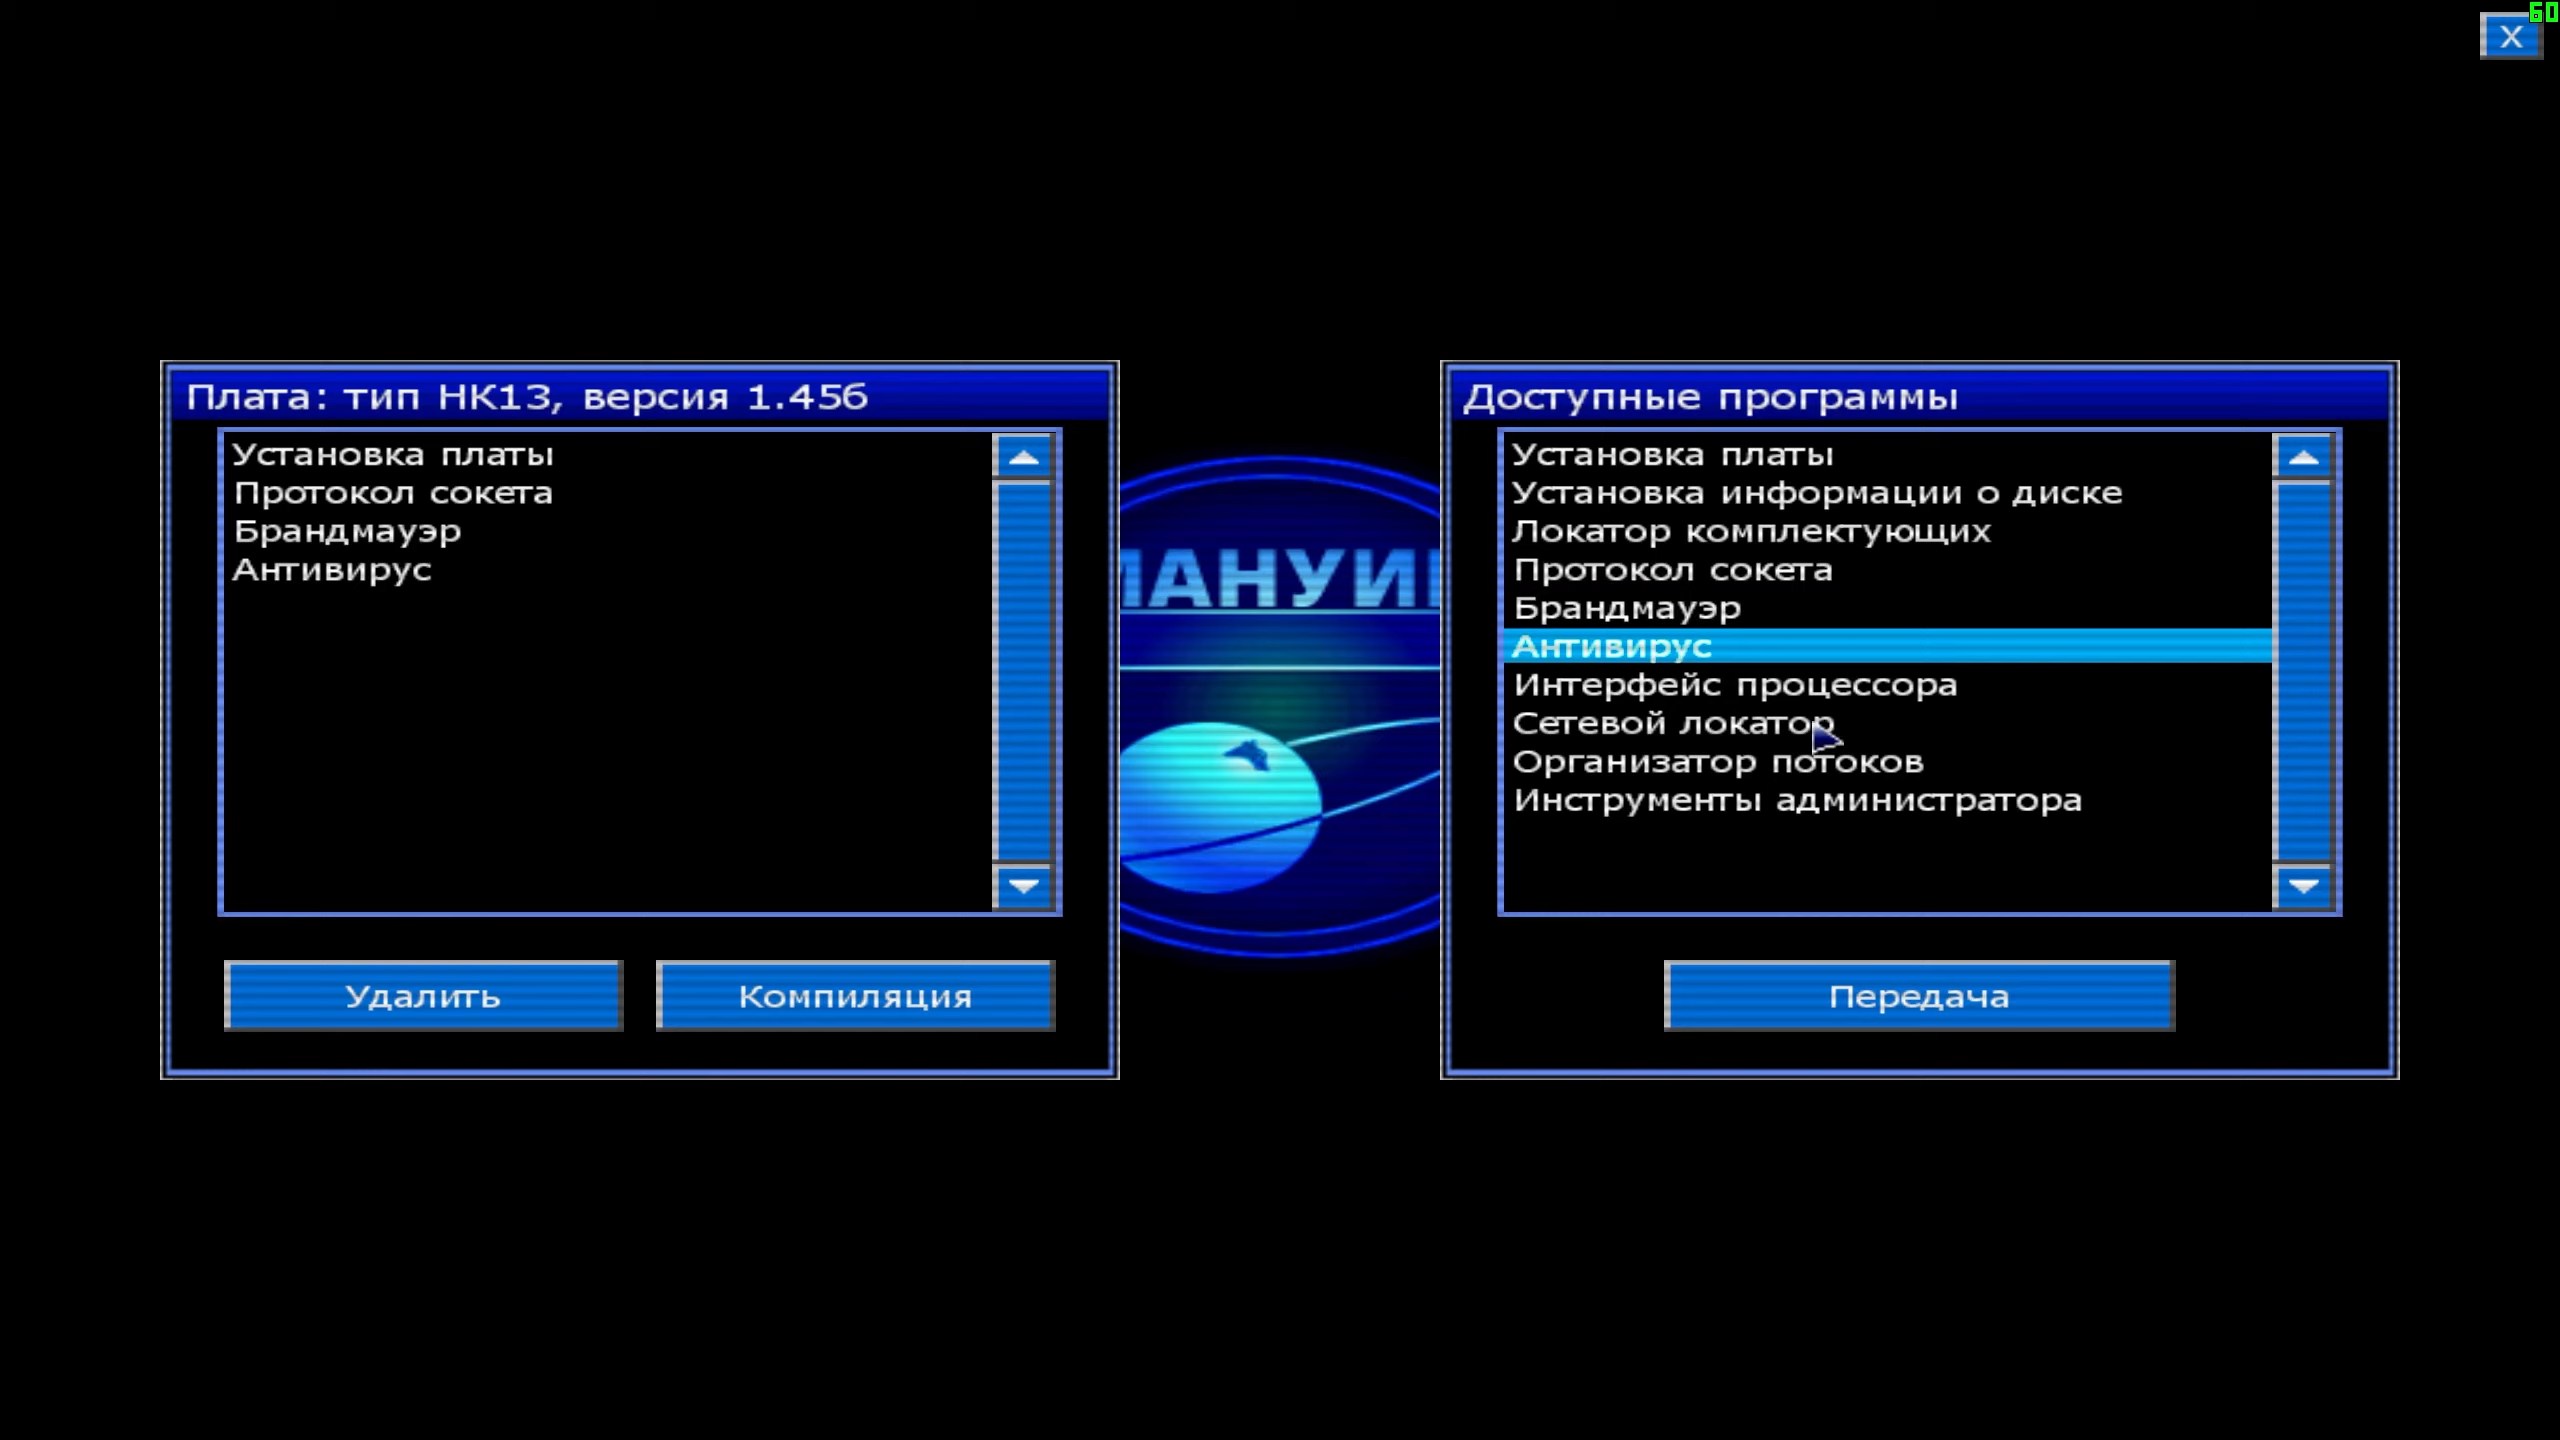 60
X
Плата: тип НК13, версия 1.456
Установка платы
Протокол сокета
Брандмауэр
Антивирус
Удалить
Компиляция
МАНУИ
Доступные программы
Установка платы
Установка информации о диске
Локатор комплектующих
Протокол сокета
Брандмауэр
Антивирус
Интерфейс процессора
Сетевой локатор
Организатор потоков
Инструменты администратора
Передача